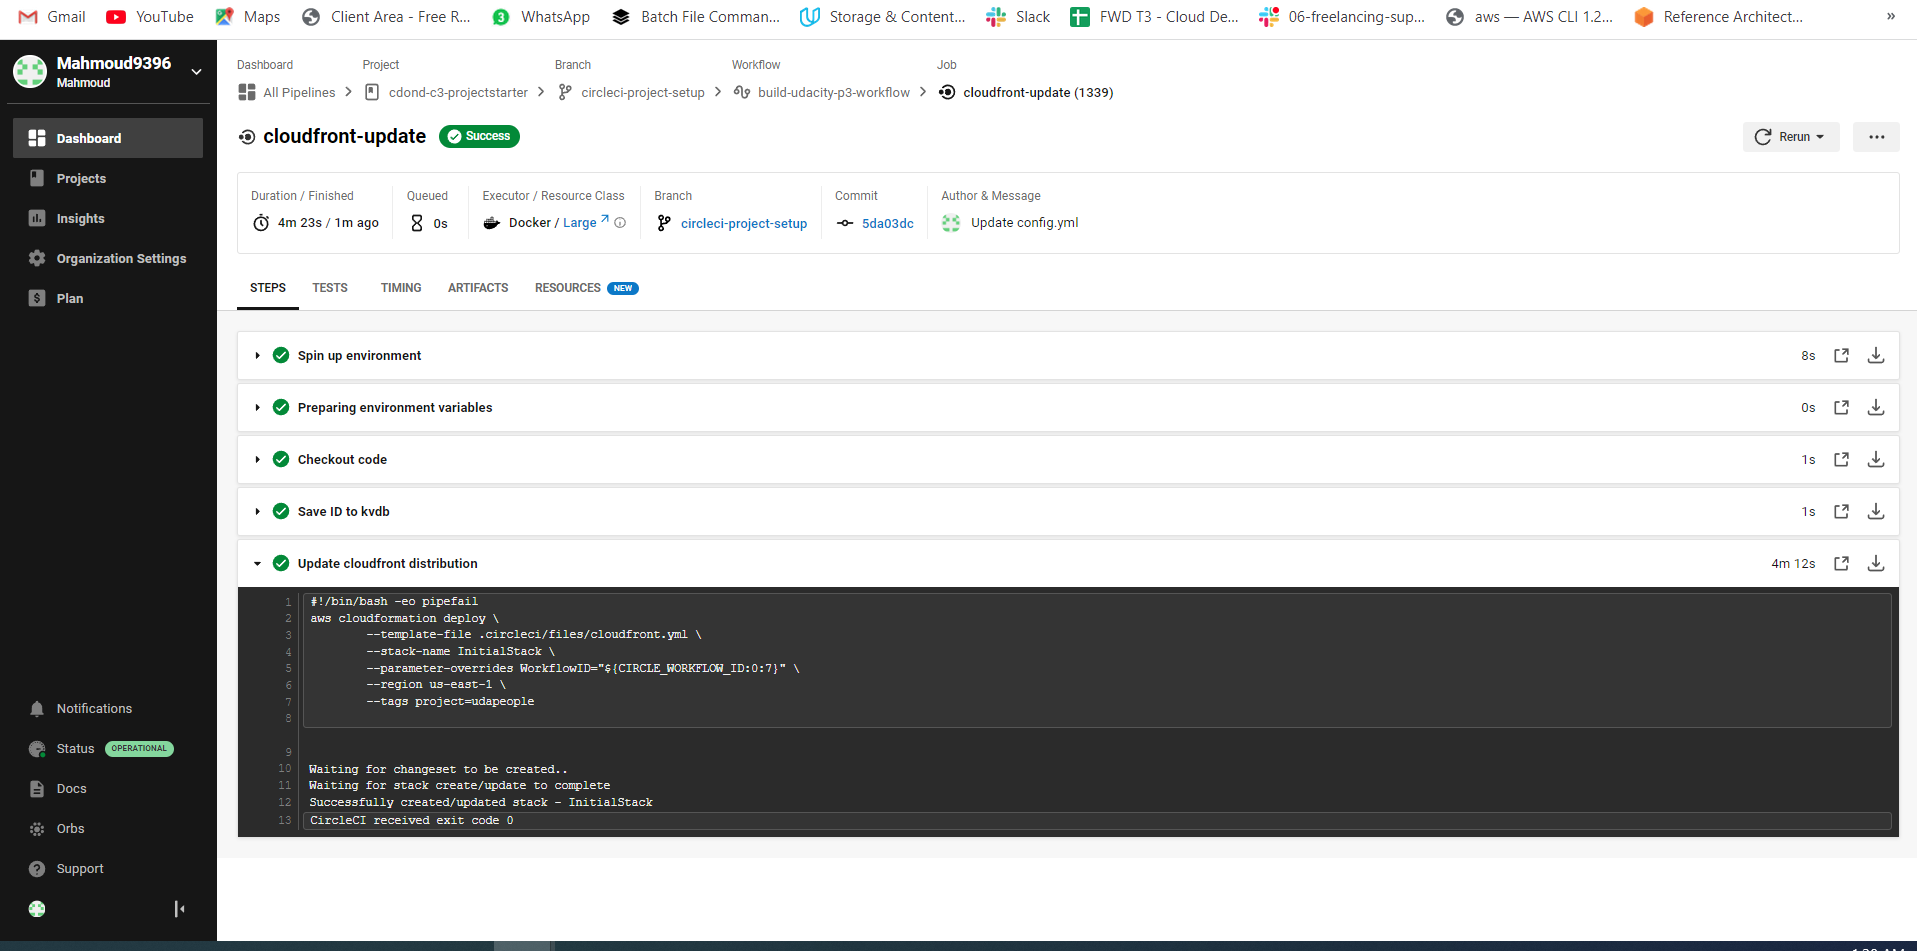 Gmail YouTube Maps Client Area - Free R... 3 WhatsApp Batch File Comman... Storage & Content... Slack FWD T3 - Cloud De... 06-freelancing-sup... aws — AWS CLI 1.2... Reference Architect... »
Mahmoud9396
Mahmoud
Dashboard
Projects
Insights
Organization Settings
Plan
Notifications
Status OPERATIONAL
Docs
Orbs
Support
Dashboard Project Branch Workflow Job
All Pipelines cdond-c3-projectstarter circleci-project-setup build-udacity-p3-workflow cloudfront-update (1339)
cloudfront-update Success Rerun
Duration / Finished Queued Executor / Resource Class Branch Commit Author & Message
4m 23s / 1m ago 0s Docker / Large circleci-project-setup 5da03dc Update config.yml
STEPS TESTS TIMING ARTIFACTS RESOURCES NEW
Spin up environment 8s
Preparing environment variables 0s
Checkout code 1s
Save ID to kvdb 1s
Update cloudfront distribution 4m 12s
1 #!/bin/bash -eo pipefail
2 aws cloudformation deploy \
3 --template-file .circleci/files/cloudfront.yml \
4 --stack-name InitialStack \
5 --parameter-overrides WorkflowID="${CIRCLE_WORKFLOW_ID:0:7}" \
6 --region us-east-1 \
7 --tags project=udapeople
8
9
10 Waiting for changeset to be created..
11 Waiting for stack create/update to complete
12 Successfully created/updated stack - InitialStack
13 CircleCI received exit code 0